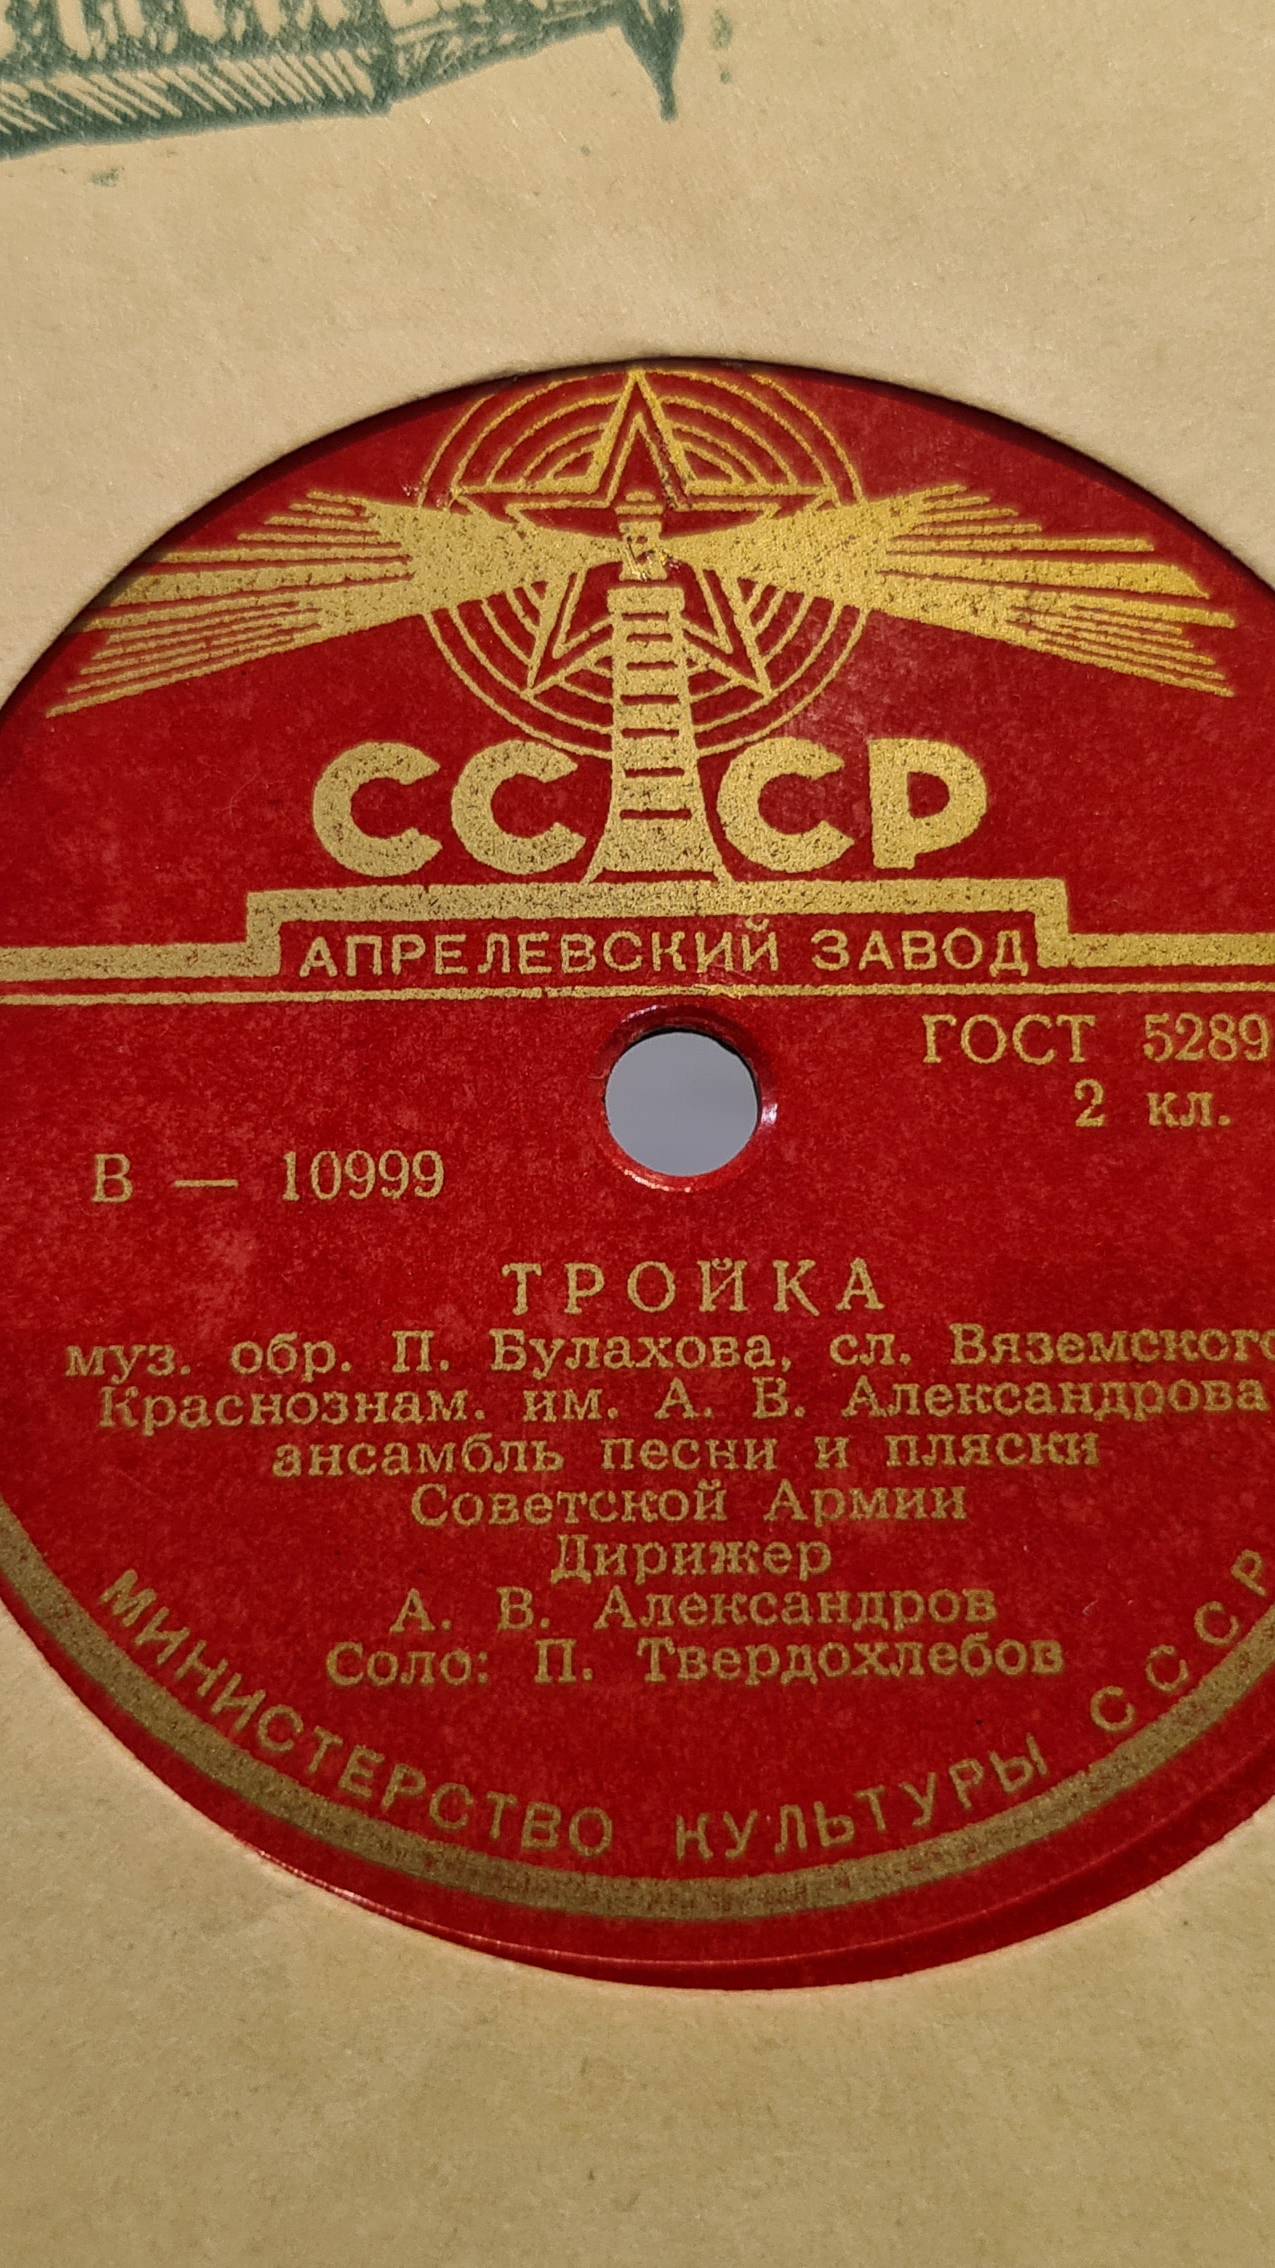 СССР
АПРЕЛЕВСКИЙ ЗАВОД
ГОСТ 5289
2 кл.
В — 10999
ТРОЙКА
муз. обр. П. Булахова, сл. Вяземского
Краснознам. им. А. В. Александрова
ансамбль песни и пляски
Советской Армии
Дирижер
А. В. Александров
Соло: П. Твердохлебов
МИНИСТЕРСТВО КУЛЬТУРЫ СССР